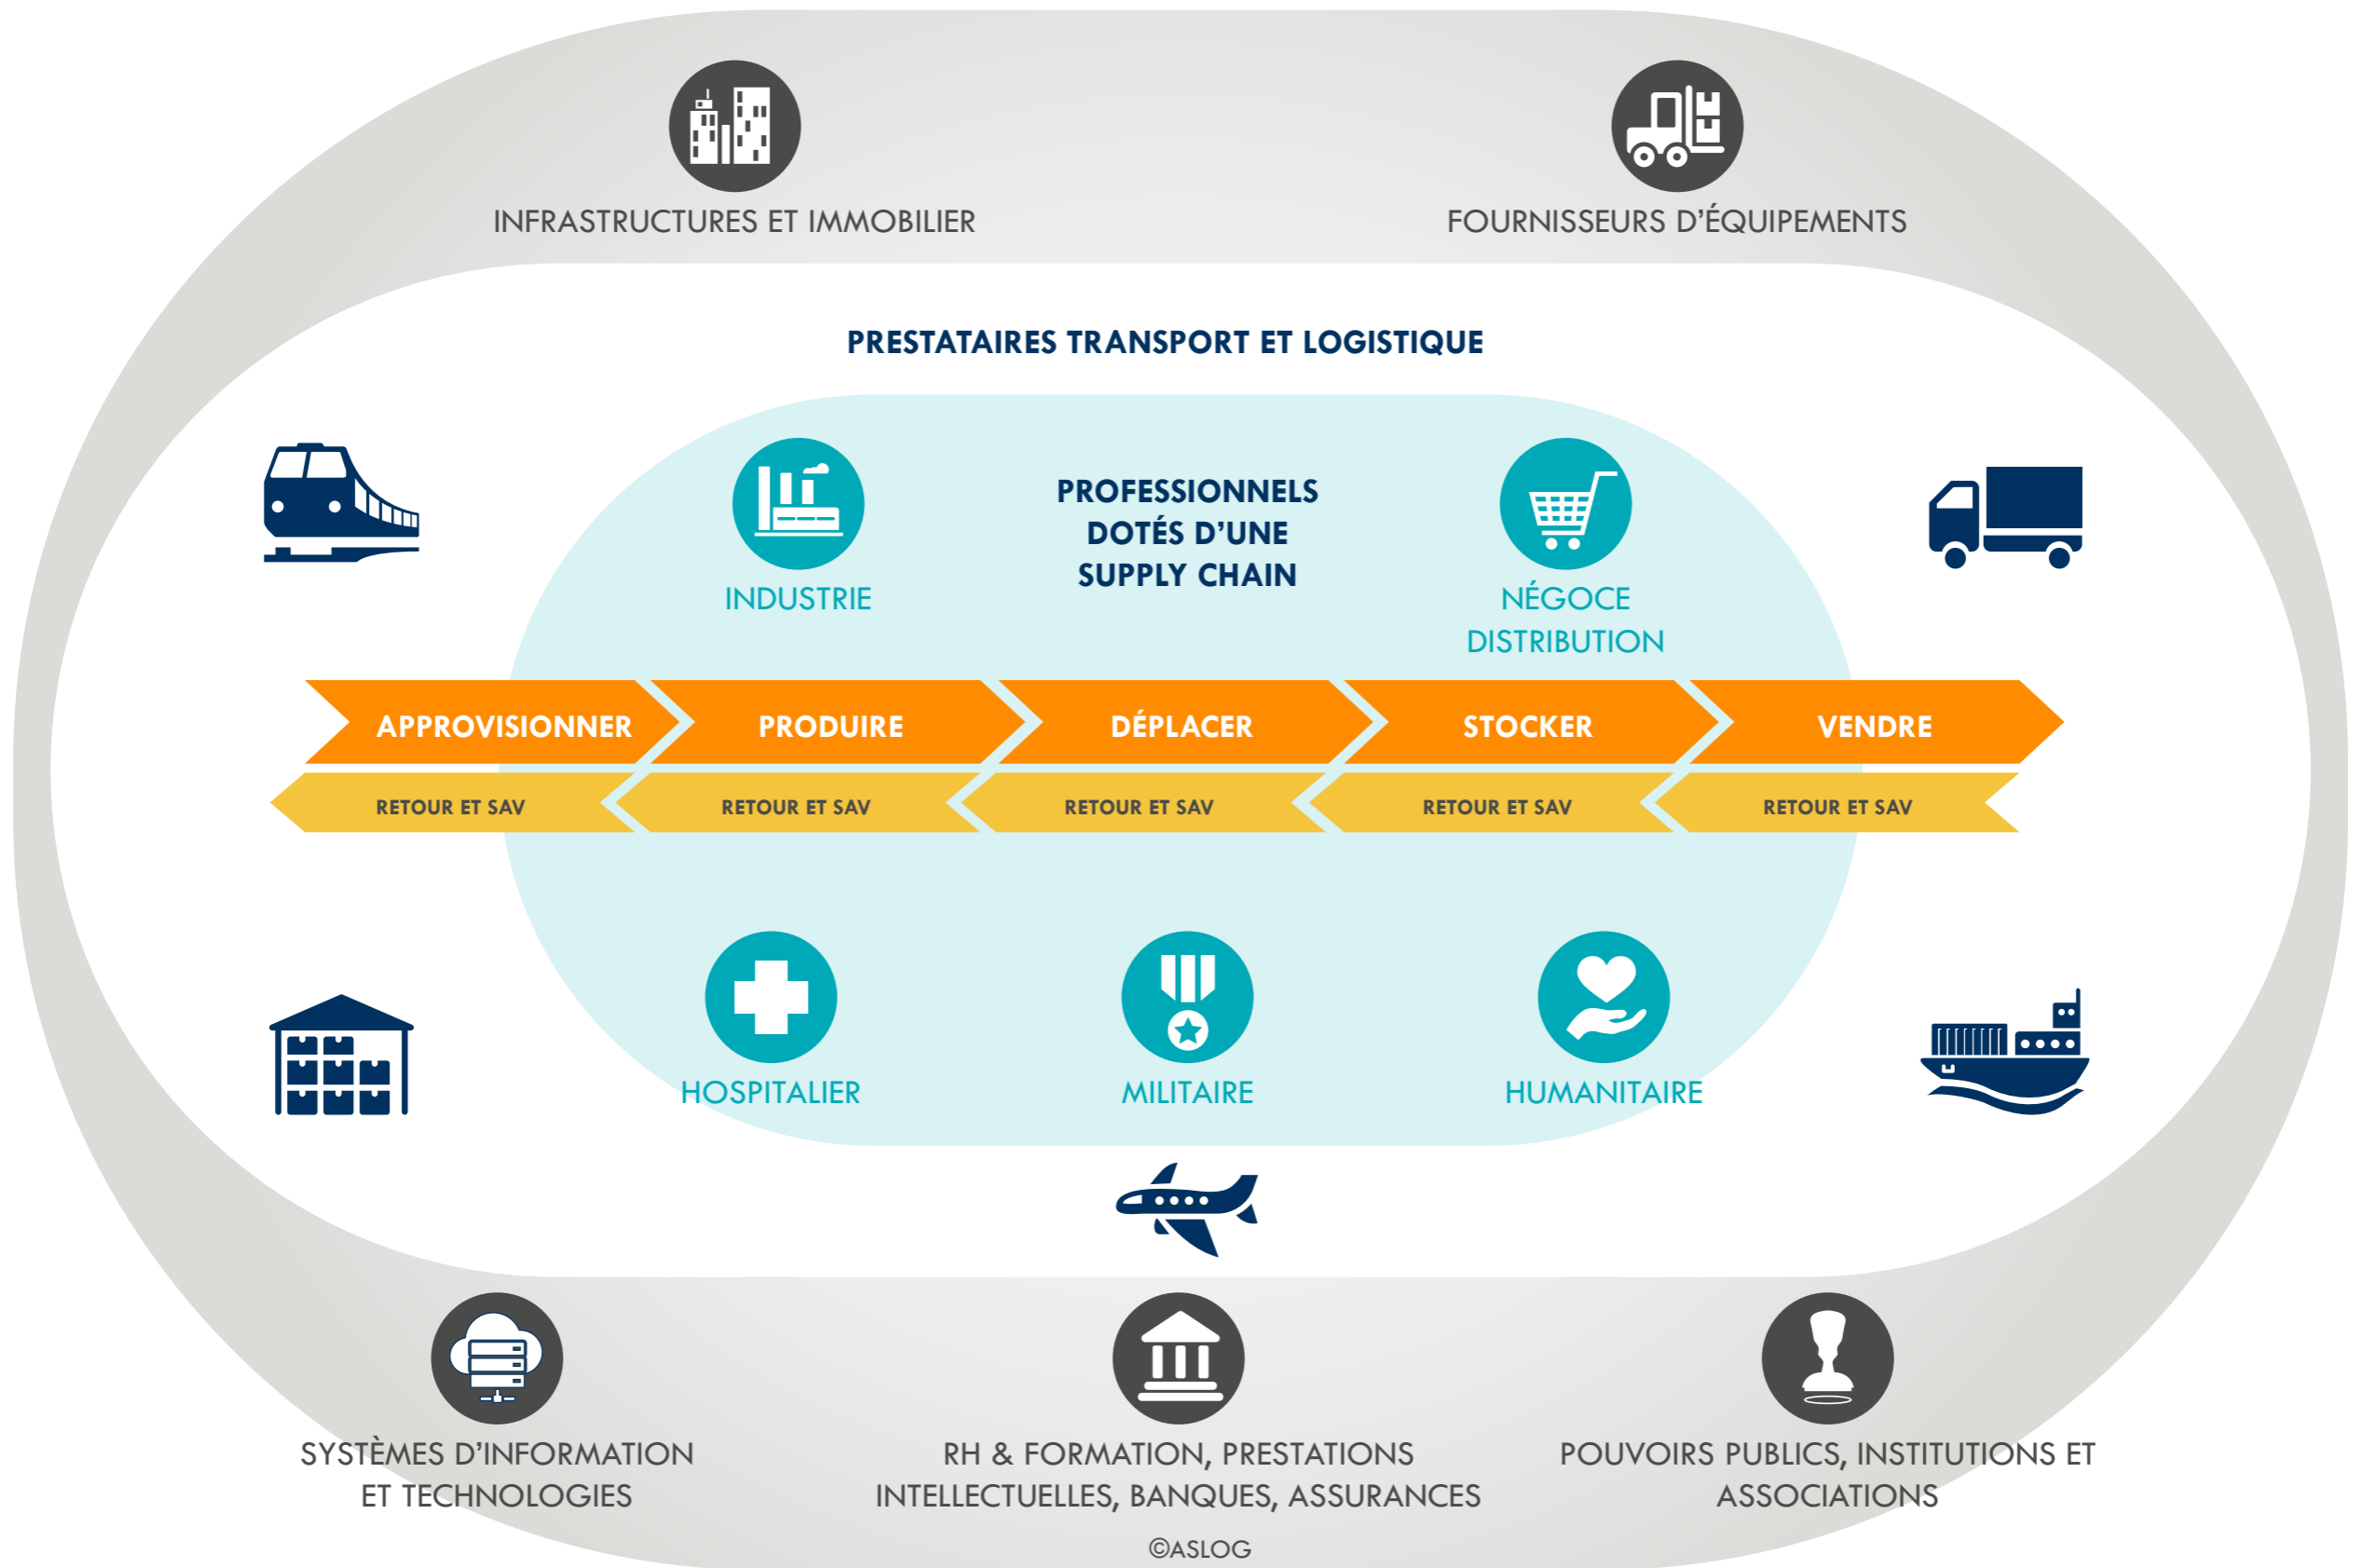 INFRASTRUCTURES ET IMMOBILIER
FOURNISSEURS D'ÉQUIPEMENTS
PRESTATAIRES TRANSPORT ET LOGISTIQUE
PROFESSIONNELS
DOTÉS D'UNE
SUPPLY CHAIN
INDUSTRIE
NÉGOCE
DISTRIBUTION
APPROVISIONNER
PRODUIRE
DÉPLACER
STOCKER
VENDRE
RETOUR ET SAV
RETOUR ET SAV
RETOUR ET SAV
RETOUR ET SAV
RETOUR ET SAV
HOSPITALIER
MILITAIRE
HUMANITAIRE
SYSTÈMES D'INFORMATION
ET TECHNOLOGIES
RH & FORMATION, PRESTATIONS
INTELLECTUELLES, BANQUES, ASSURANCES
POUVOIRS PUBLICS, INSTITUTIONS ET
ASSOCIATIONS
©ASLOG